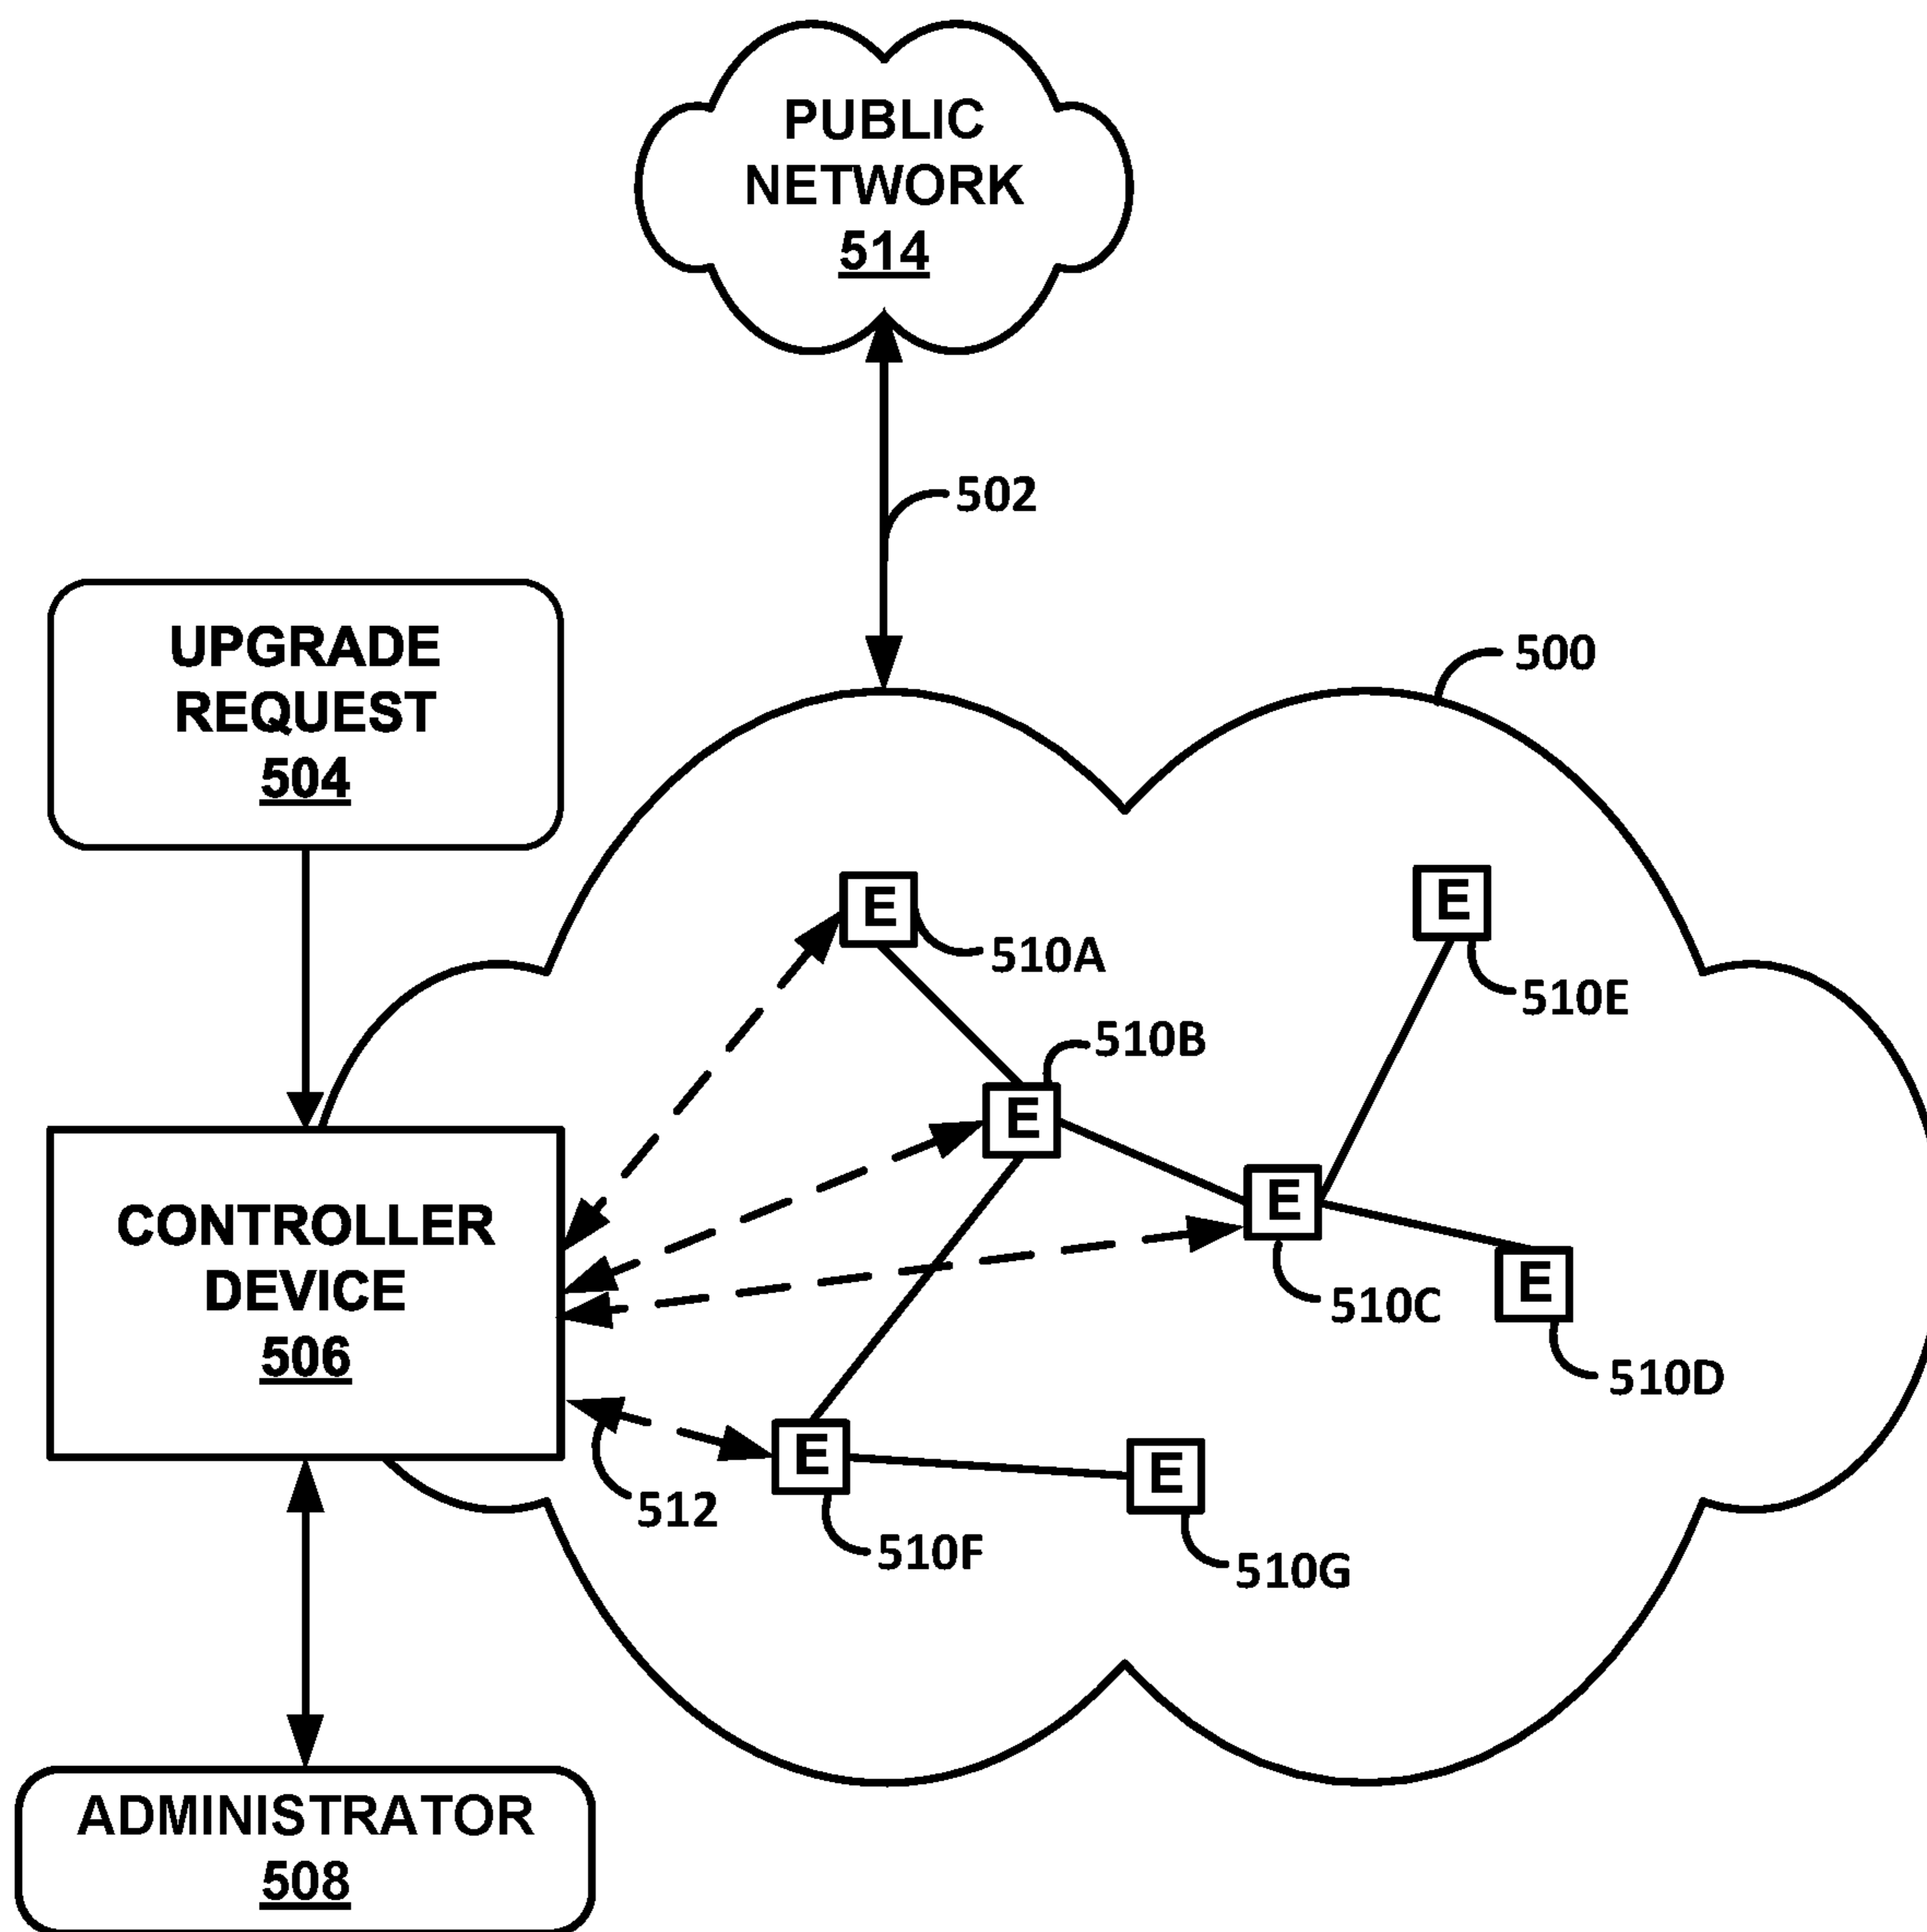 PUBLIC
NETWORK
514
502
UPGRADE
REQUEST
504
500
E
510A
E
510E
E
510B
E
510C
E
510D
CONTROLLER
DEVICE
506
512
E
510F
E
510G
ADMINISTRATOR
508